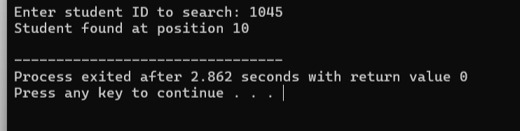 Enter student ID to search: 1045
Student found at position 10
--------------------------------
Process exited after 2.862 seconds with return value 0
Press any key to continue . . .